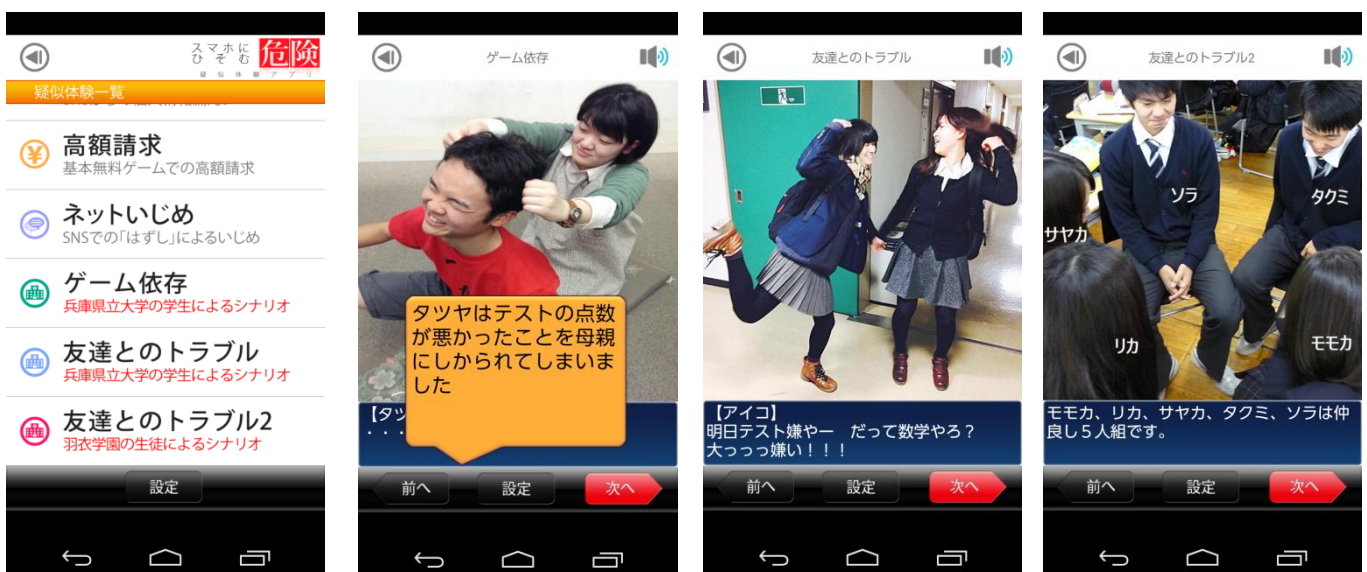 スマホに
ひそむ
危険
疑似体験アプリ
疑似体験一覧
高額請求
基本無料ゲームでの高額請求
ネットいじめ
SNSでの「はずし」によるいじめ
ゲーム依存
兵庫県立大学の学生によるシナリオ
友達とのトラブル
兵庫県立大学の学生によるシナリオ
友達とのトラブル2
羽衣学園の生徒によるシナリオ
設定
ゲーム依存
タツヤはテストの点数
が悪かったことを母親
にしかられてしまいま
した
【タツ
・・・
前へ
設定
次へ
友達とのトラブル
【アイコ】
明日テスト嫌やー　だって数学やろ？
大っっっ嫌い！！！
前へ
設定
次へ
友達とのトラブル2
ソラ
タクミ
サヤカ
リカ
モモカ
モモカ、リカ、サヤカ、タクミ、ソラは仲
良し５人組です。
前へ
設定
次へ